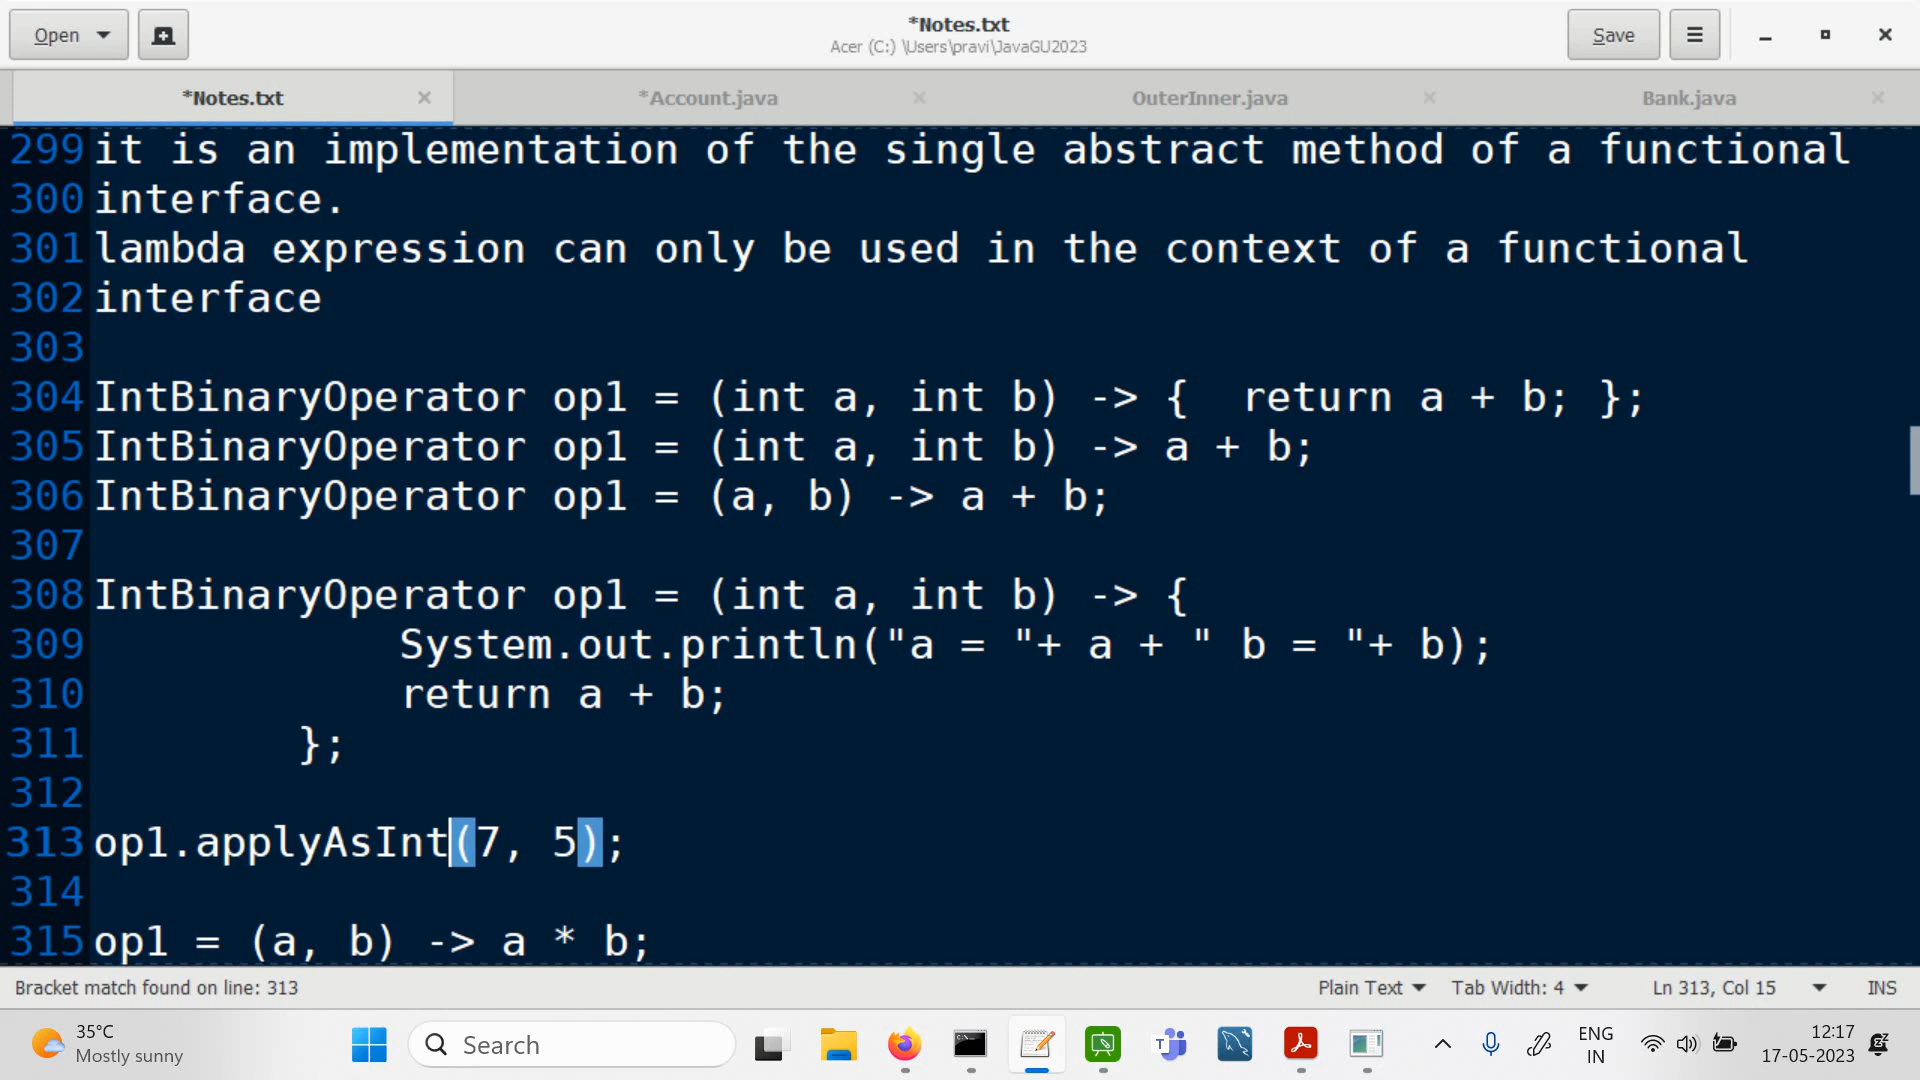 Open
*Notes.txt
Acer (C:) \Users\pravi\JavaGU2023
Save
*Notes.txt
*Account.java
OuterInner.java
Bank.java
299 it is an implementation of the single abstract method of a functional
300 interface.
301 lambda expression can only be used in the context of a functional
302 interface
303
304 IntBinaryOperator op1 = (int a, int b) -> {  return a + b; };
305 IntBinaryOperator op1 = (int a, int b) -> a + b;
306 IntBinaryOperator op1 = (a, b) -> a + b;
307
308 IntBinaryOperator op1 = (int a, int b) -> {
309             System.out.println("a = "+ a + " b = "+ b);
310             return a + b;
311         };
312
313 op1.applyAsInt(7, 5);
314
315 op1 = (a, b) -> a * b;
Bracket match found on line: 313
Plain Text
Tab Width: 4
Ln 313, Col 15
INS
35°C
Mostly sunny
Search
ENG
IN
12:17
17-05-2023